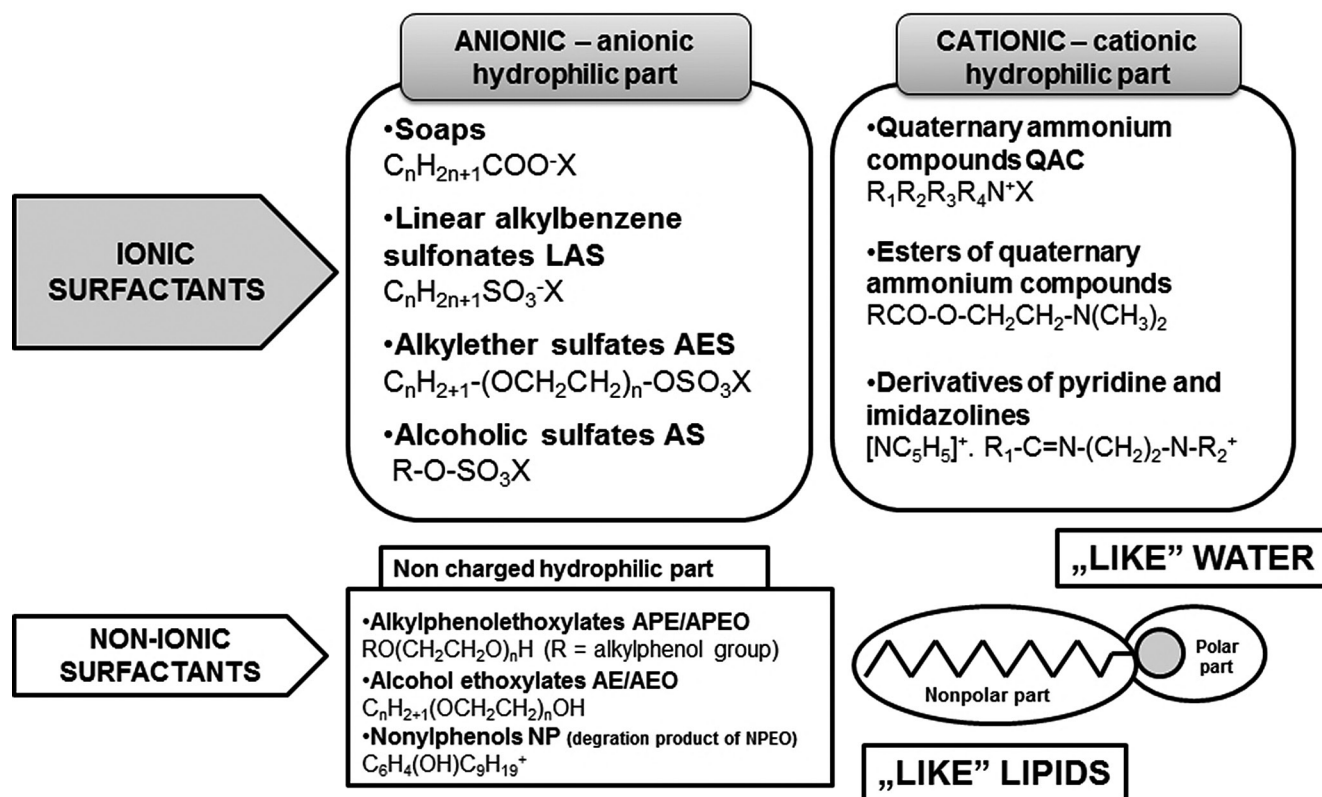 ANIONIC – anionic
hydrophilic part
CATIONIC – cationic
hydrophilic part
IONIC
SURFACTANTS
•Soaps
CₙH₂ₙ₊₁COO⁻X
•Linear alkylbenzene
sulfonates LAS
CₙH₂ₙ₊₁SO₃⁻X
•Alkylether sulfates AES
CₙH₂₊₁-(OCH₂CH₂)ₙ-OSO₃X
•Alcoholic sulfates AS
R-O-SO₃X
•Quaternary ammonium
compounds QAC
R₁R₂R₃R₄N⁺X
•Esters of quaternary
ammonium compounds
RCO-O-CH₂CH₂-N(CH₃)₂
•Derivatives of pyridine and
imidazolines
[NC₅H₅]⁺. R₁-C=N-(CH₂)₂-N-R₂⁺
NON-IONIC
SURFACTANTS
Non charged hydrophilic part
•Alkylphenolethoxylates APE/APEO
RO(CH₂CH₂O)ₙH (R = alkylphenol group)
•Alcohol ethoxylates AE/AEO
CₙH₂₊₁(OCH₂CH₂)ₙOH
•Nonylphenols NP (degration product of NPEO)
C₆H₄(OH)C₉H₁₉⁺
„LIKE” WATER
Polar
part
Nonpolar part
„LIKE” LIPIDS